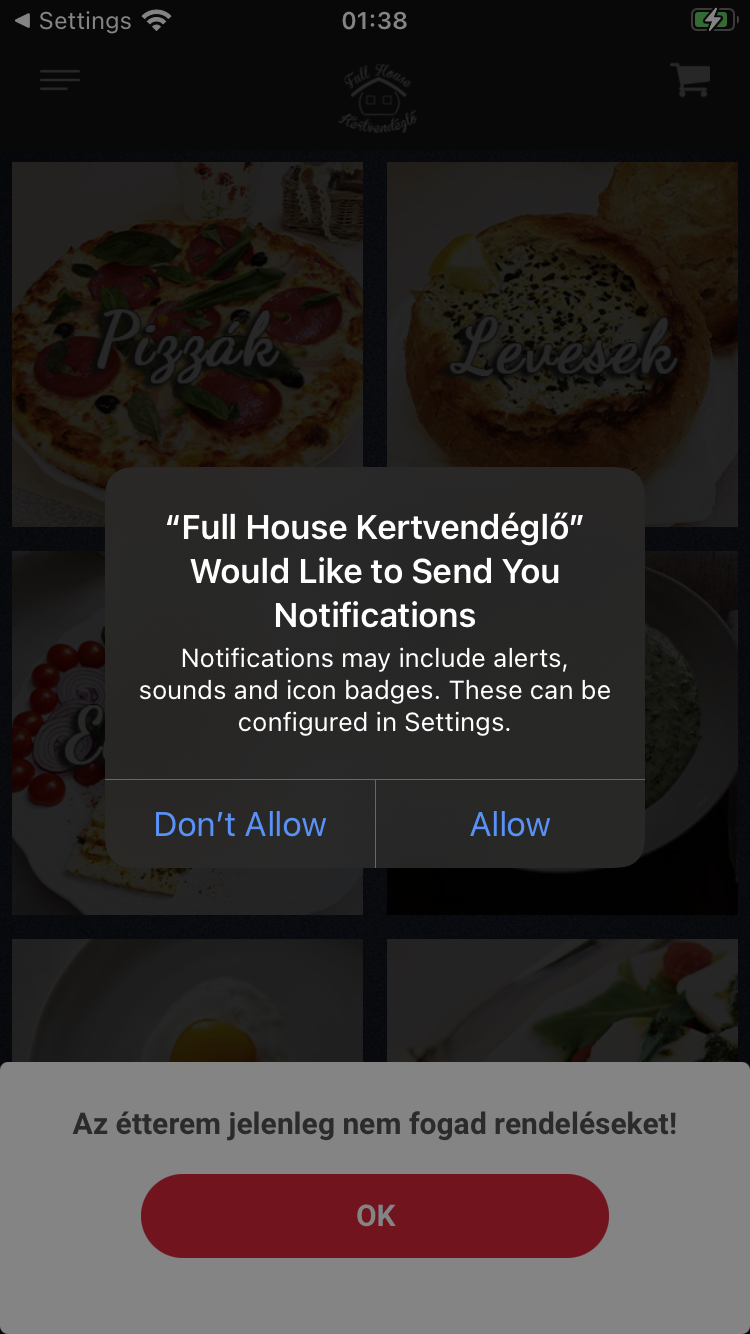 Settings
01:38
Full House
Kertvendéglő
Pizzák
Levesek
“Full House Kertvendéglő”
Would Like to Send You
Notifications
Notifications may include alerts,
sounds and icon badges. These can be
configured in Settings.
Don’t Allow
Allow
Az étterem jelenleg nem fogad rendeléseket!
OK